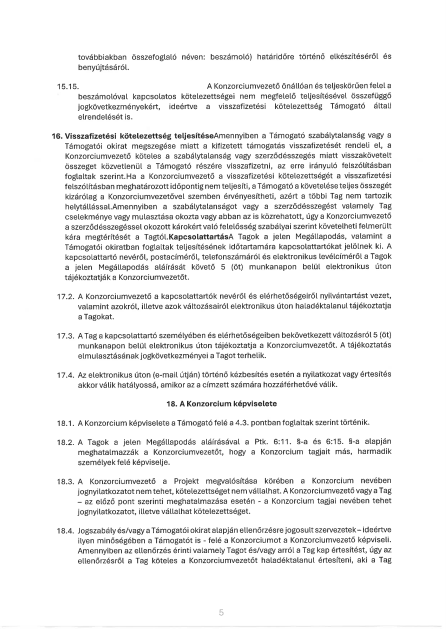 továbbiakban összefoglaló néven: beszámoló) határidőre történő elkészítéséről és
benyújtásáról.
15.15. A Konzorciumvezető önállóan és teljeskörűen felel a
beszámolóval kapcsolatos kötelezettségei nem megfelelő teljesítésével összefüggő
jogkövetkezményekért, ideértve a visszafizetési kötelezettség Támogató általi
elrendelését is.
16. Visszafizetési kötelezettség teljesítéseAmennyiben a Támogató szabálytalanság vagy a
Támogatói okirat megszegése miatt a kifizetett támogatás visszafizetését rendeli el, a
Konzorciumvezető köteles a szabálytalanság vagy szerződésszegés miatt visszakövetelt
összeget közvetlenül a Támogató részére visszafizetni, az erre irányuló felszólításban
foglaltak szerint.Ha a Konzorciumvezető a visszafizetési kötelezettségét a visszafizetési
felszólításban meghatározott időpontig nem teljesíti, a Támogató a követelése teljes összegét
kizárólag a Konzorciumvezetővel szemben érvényesítheti, azért a többi Tag nem tartozik
helytállással.Amennyiben a szabálytalanságot vagy a szerződésszegést valamely Tag
cselekménye vagy mulasztása okozta vagy abban az is közrehatott, úgy a Konzorciumvezető
a szerződésszegéssel okozott károkért való felelősség szabályai szerint követelheti felmerült
kára megtérítését a Tagtól.KapcsolattartásA Tagok a jelen Megállapodás, valamint a
Támogatói okiratban foglaltak teljesítésének időtartamára kapcsolattartókat jelölnek ki. A
kapcsolattartó nevéről, postacíméről, telefonszámáról és elektronikus levélcíméről a Tagok
a jelen Megállapodás aláírását követő 5 (öt) munkanapon belül elektronikus úton
tájékoztatják a Konzorciumvezetőt.
17.2. A Konzorciumvezető a kapcsolattartók nevéről és elérhetőségeiről nyilvántartást vezet,
valamint azokról, illetve azok változásairól elektronikus úton haladéktalanul tájékoztatja
a Tagokat.
17.3. A Tag a kapcsolattartó személyében és elérhetőségeiben bekövetkezett változásról 5 (öt)
munkanapon belül elektronikus úton tájékoztatja a Konzorciumvezetőt. A tájékoztatás
elmulasztásának jogkövetkezményei a Tagot terhelik.
17.4. Az elektronikus úton (e-mail útján) történő kézbesítés esetén a nyilatkozat vagy értesítés
akkor válik hatályossá, amikor az a címzett számára hozzáférhetővé válik.
18. A Konzorcium képviselete
18.1. A Konzorcium képviselete a Támogató felé a 4.3. pontban foglaltak szerint történik.
18.2. A Tagok a jelen Megállapodás aláírásával a Ptk. 6:11. §-a és 6:15. §-a alapján
meghatalmazzák a Konzorciumvezetőt, hogy a Konzorcium tagjait más, harmadik
személyek felé képviselje.
18.3. A Konzorciumvezető a Projekt megvalósítása körében a Konzorcium nevében
jognyilatkozatot nem tehet, kötelezettséget nem vállalhat. A Konzorciumvezető vagy a Tag
– az előző pont szerinti meghatalmazása esetén - a Konzorcium tagjai nevében tehet
jognyilatkozatot, illetve vállalhat kötelezettséget.
18.4. Jogszabály és/vagy a Támogatói okirat alapján ellenőrzésre jogosult szervezetek – ideértve
ilyen minőségében a Támogatót is - felé a Konzorciumot a Konzorciumvezető képviseli.
Amennyiben az ellenőrzés érinti valamely Tagot és/vagy arról a Tag kap értesítést, úgy az
ellenőrzésről a Tag köteles a Konzorciumvezetőt haladéktalanul értesíteni, aki a Tag
5